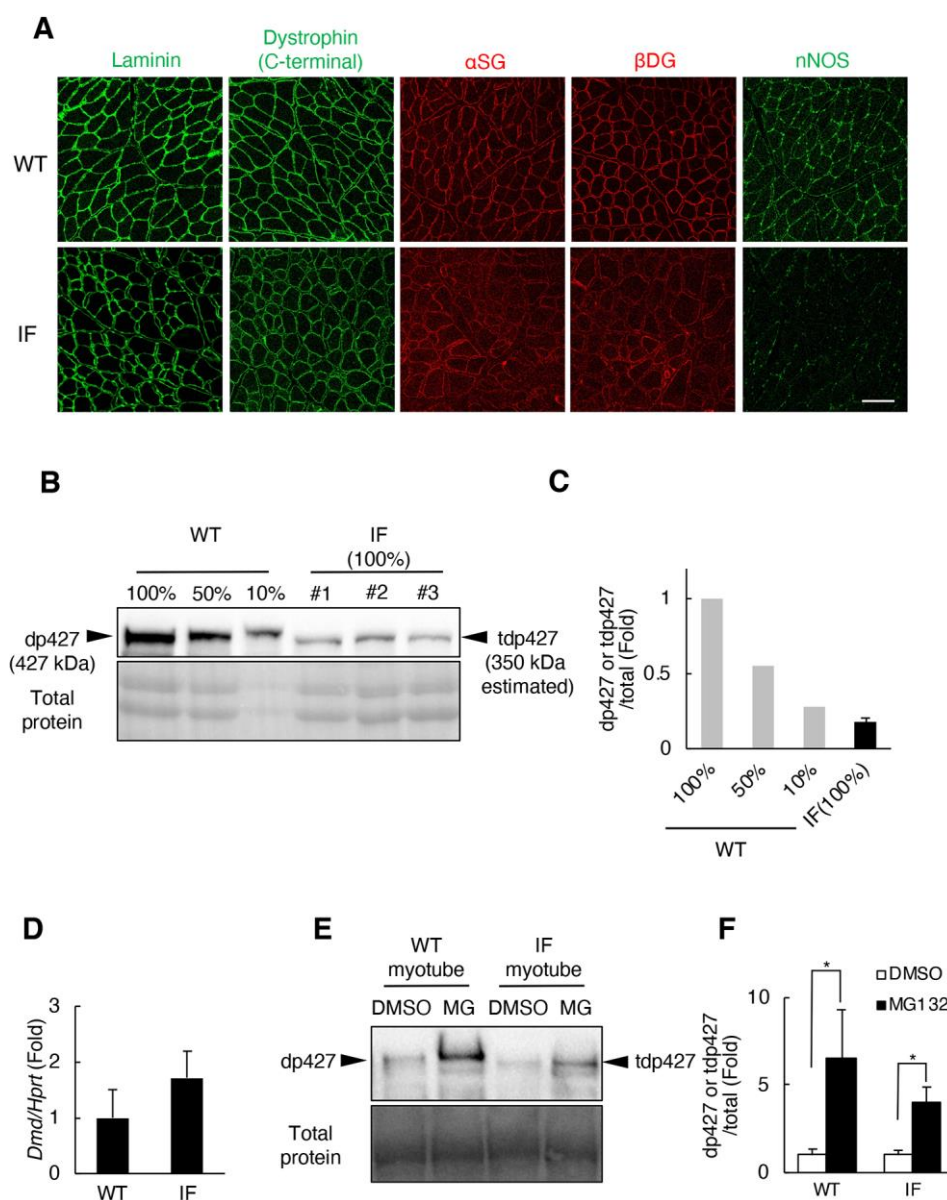 A
Laminin
Dystrophin
(C-terminal)
αSG
βDG
nNOS
WT
IF
B
WT
IF
(100%)
100% 50% 10% #1 #2 #3
dp427
(427 kDa)
tdp427
(350 kDa
estimated)
Total
protein
C
dp427 or tdp427
/total (Fold)
1
0.5
0
100%
50%
10%
IF(100%)
WT
D
Dmd/Hprt (Fold)
3
2
1
0
WT IF
E
WT
myotube
IF
myotube
DMSO MG DMSO MG
dp427
tdp427
Total
protein
F
dp427 or tdp427
/total (Fold)
10
5
0
*
*
DMSO
MG132
WT IF